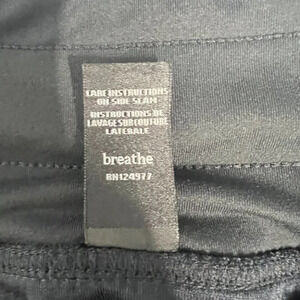 CARE INSTRUCTIONS
ON SIDE SEAM
INSTRUCTIONS DE
LAVAGE SUR COUTURE
LATERALE
breathe
RN124977